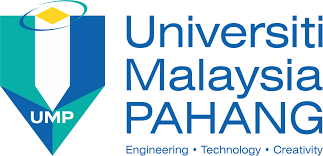 UMP
Universiti
Malaysia
PAHANG
Engineering • Technology • Creativity